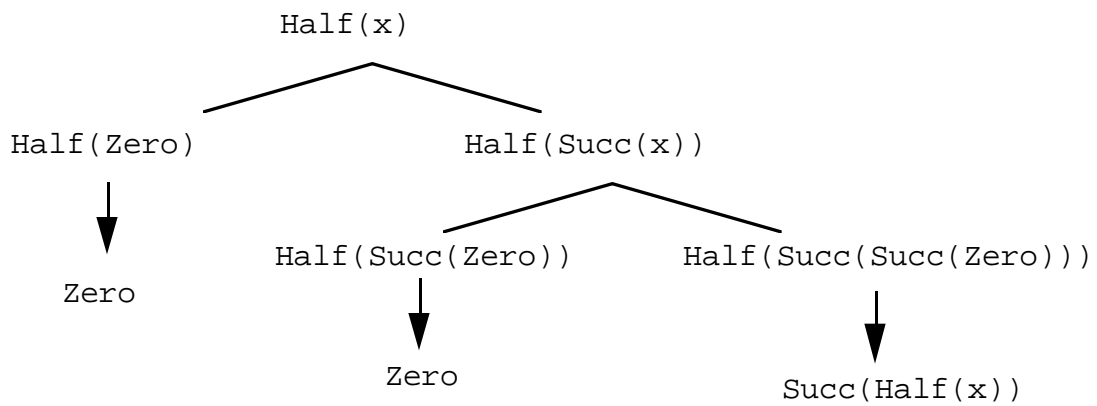 Half(x)
Half(Zero)
Half(Succ(x))
Half(Succ(Zero))
Half(Succ(Succ(Zero)))
Zero
Zero
Succ(Half(x))